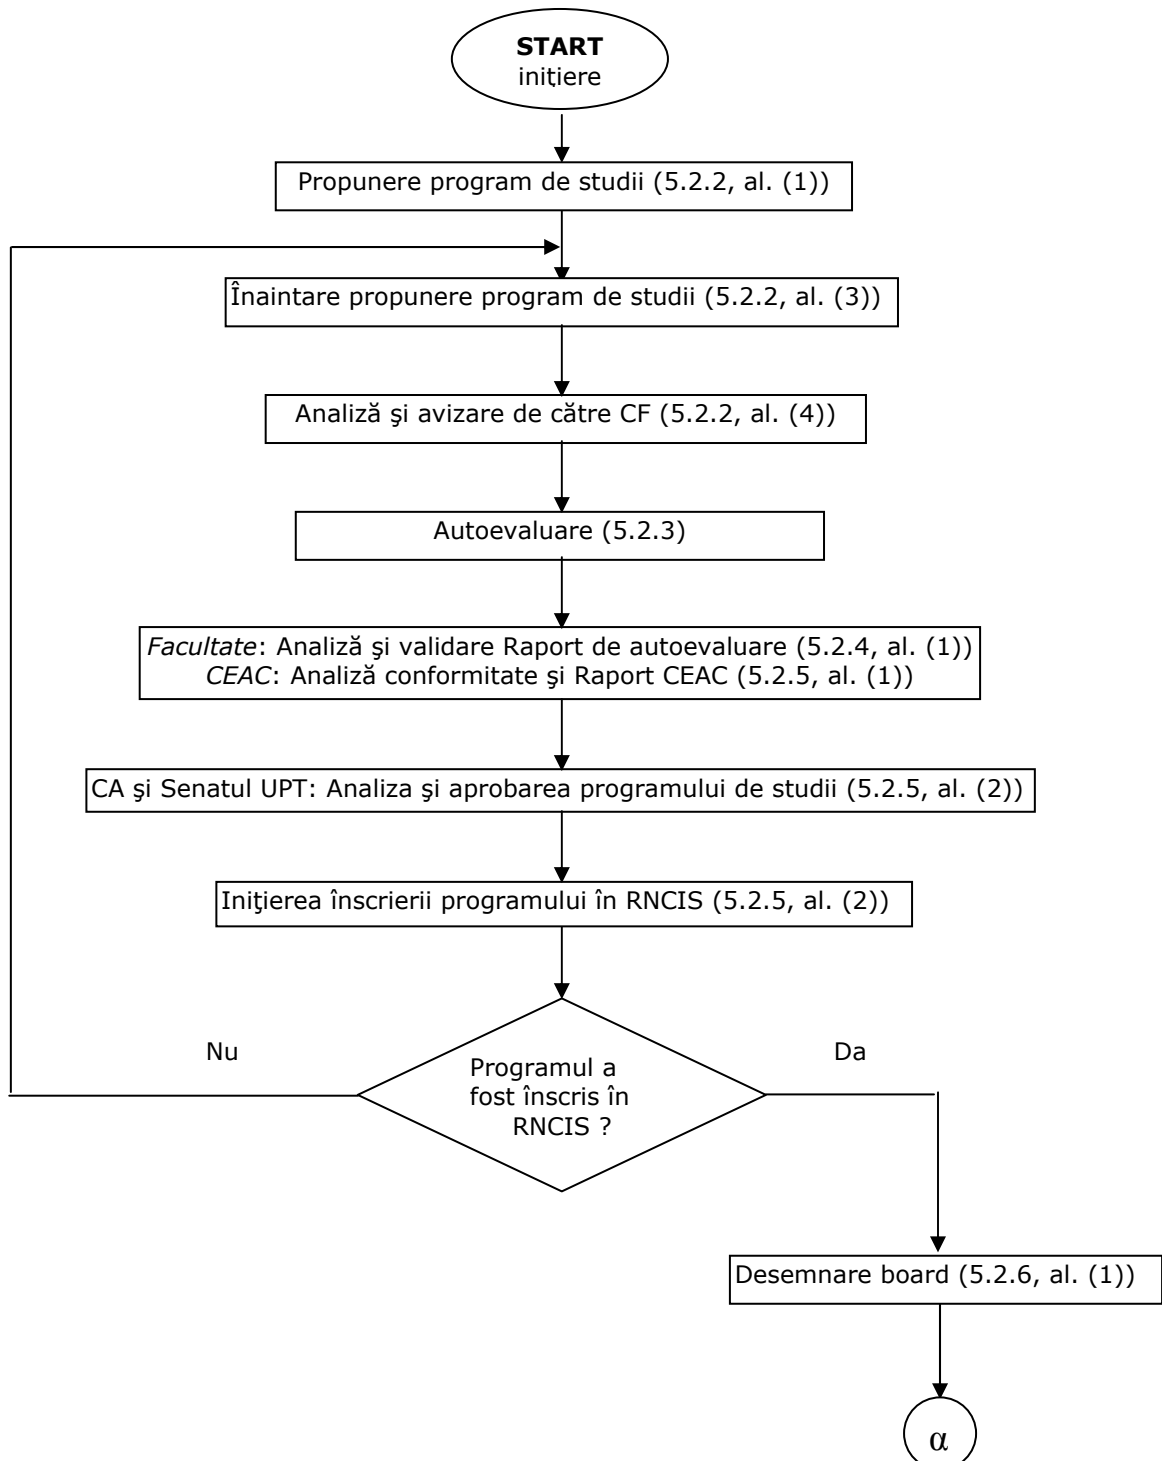 START
inițiere
Propunere program de studii (5.2.2, al. (1))
Înaintare propunere program de studii (5.2.2, al. (3))
Analiză şi avizare de către CF (5.2.2, al. (4))
Autoevaluare (5.2.3)
Facultate: Analiză şi validare Raport de autoevaluare (5.2.4, al. (1))
CEAC: Analiză conformitate şi Raport CEAC (5.2.5, al. (1))
CA şi Senatul UPT: Analiza şi aprobarea programului de studii (5.2.5, al. (2))
Iniţierea înscrierii programului în RNCIS (5.2.5, al. (2))
Nu
Da
Programul a
fost înscris în
RNCIS ?
Desemnare board (5.2.6, al. (1))
α